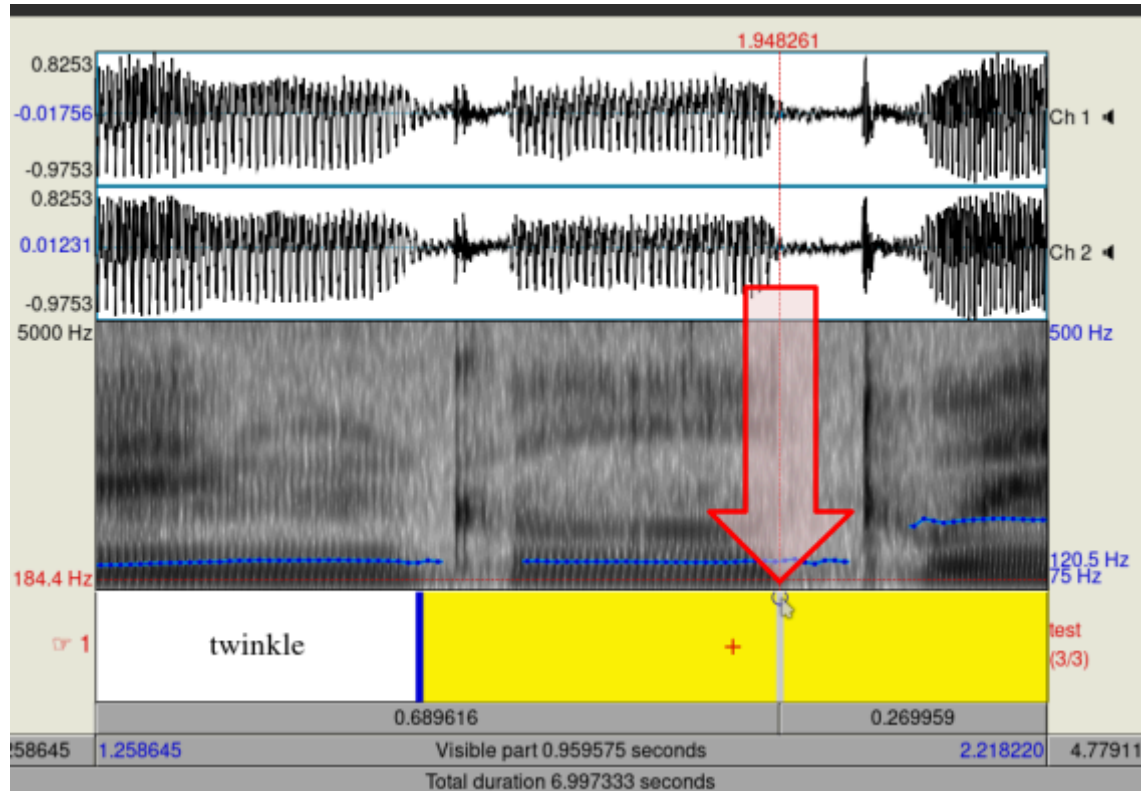 1.948261
0.8253
-0.01756
Ch 1
-0.9753
0.8253
0.01231
Ch 2
-0.9753
5000 Hz
500 Hz
120.5 Hz
184.4 Hz
75 Hz
☞ 1
twinkle
+
test
(3/3)
0.689616
0.269959
58645
1.258645
Visible part 0.959575 seconds
2.218220
4.77911
Total duration 6.997333 seconds